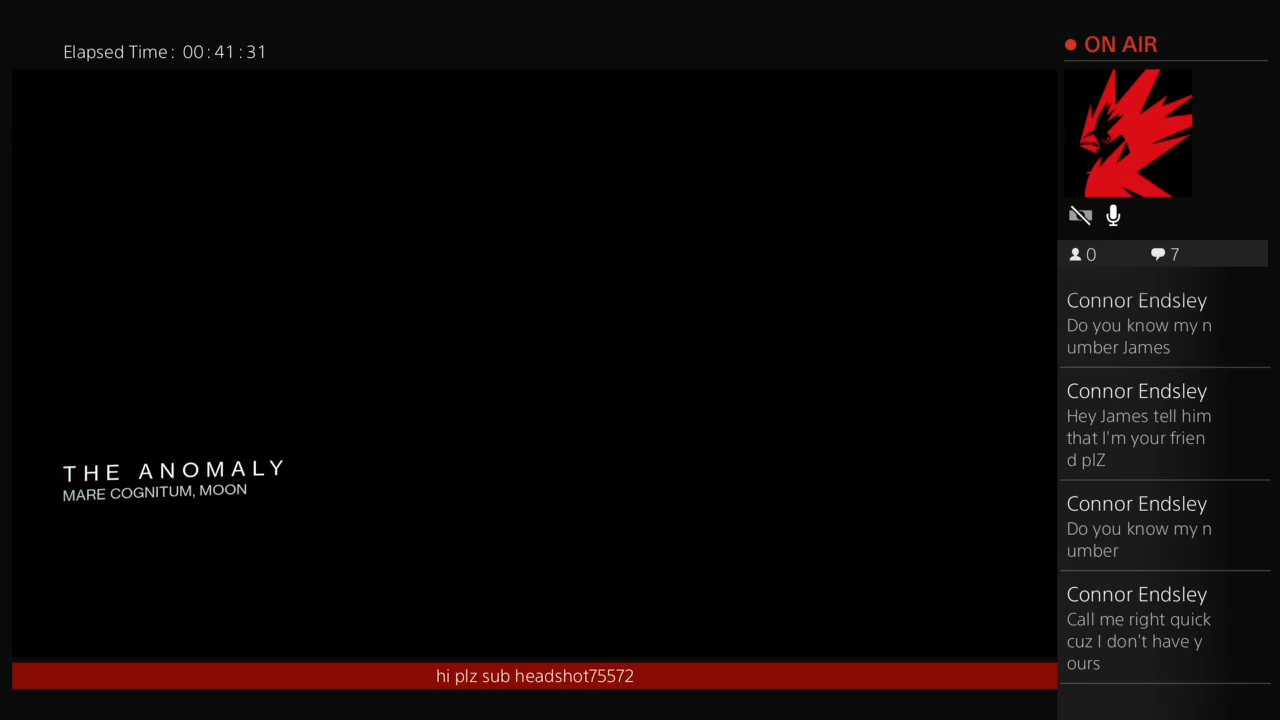 Elapsed Time: 00:41:31
ON AIR
0
7
Connor Endsley
Do you know my n
umber James
Connor Endsley
Hey James tell him
that I'm your frien
d plZ
Connor Endsley
Do you know my n
umber
Connor Endsley
Call me right quick
cuz I don't have y
ours
THE ANOMALY
MARE COGNITUM, MOON
hi plz sub headshot75572